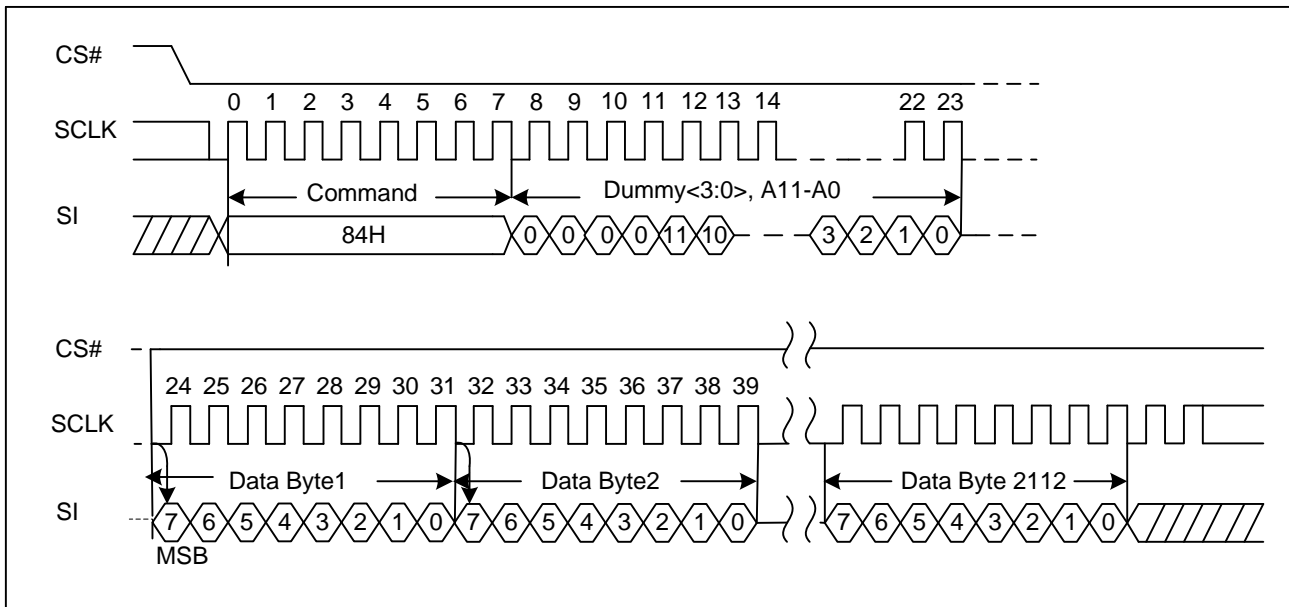 CS#
0 1 2 3 4 5 6 7 8 9 10 11 12 13 14 22 23
SCLK
Command Dummy<3:0>, A11-A0
SI
84H 0 0 0 0 11 10 3 2 1 0
CS#
24 25 26 27 28 29 30 31 32 33 34 35 36 37 38 39
SCLK
Data Byte1 Data Byte2 Data Byte 2112
SI
7 6 5 4 3 2 1 0 7 6 5 4 3 2 1 0 7 6 5 4 3 2 1 0
MSB